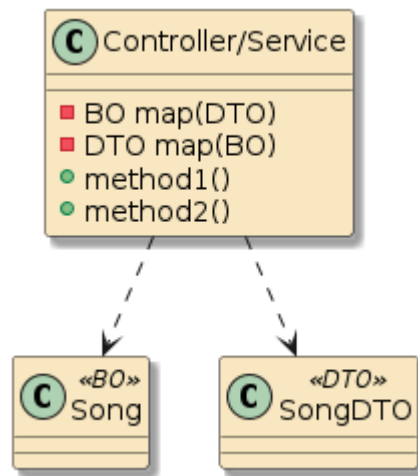 C Controller/Service
BO map(DTO)
DTO map(BO)
method1()
method2()
C «BO»
Song
C «DTO»
SongDTO